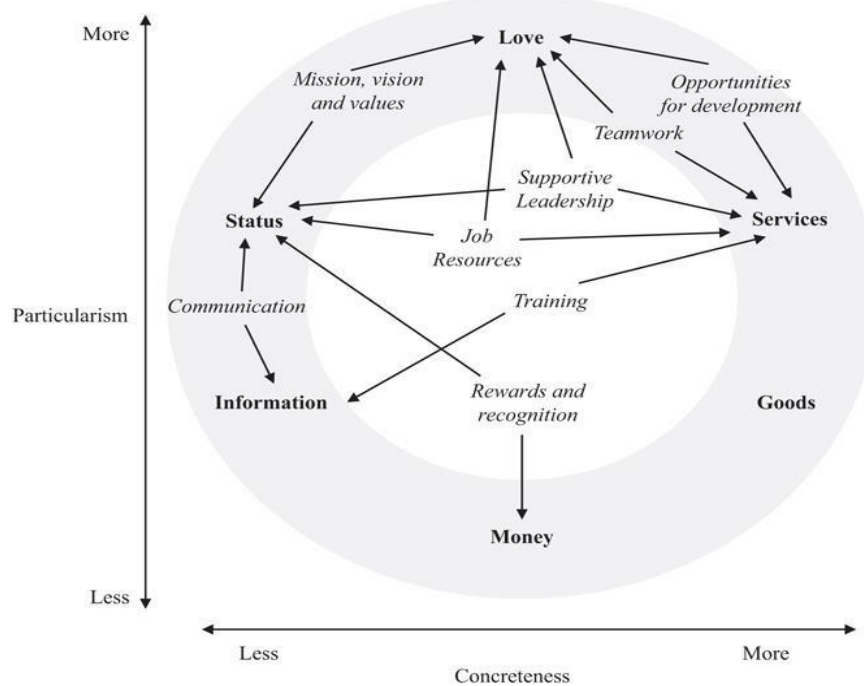 More
Love
Mission, vision
and values
Opportunities
for development
Teamwork
Supportive
Leadership
Status
Services
Job
Resources
Communication
Training
Particularism
Information
Rewards and
recognition
Goods
Money
Less
Less
More
Concreteness